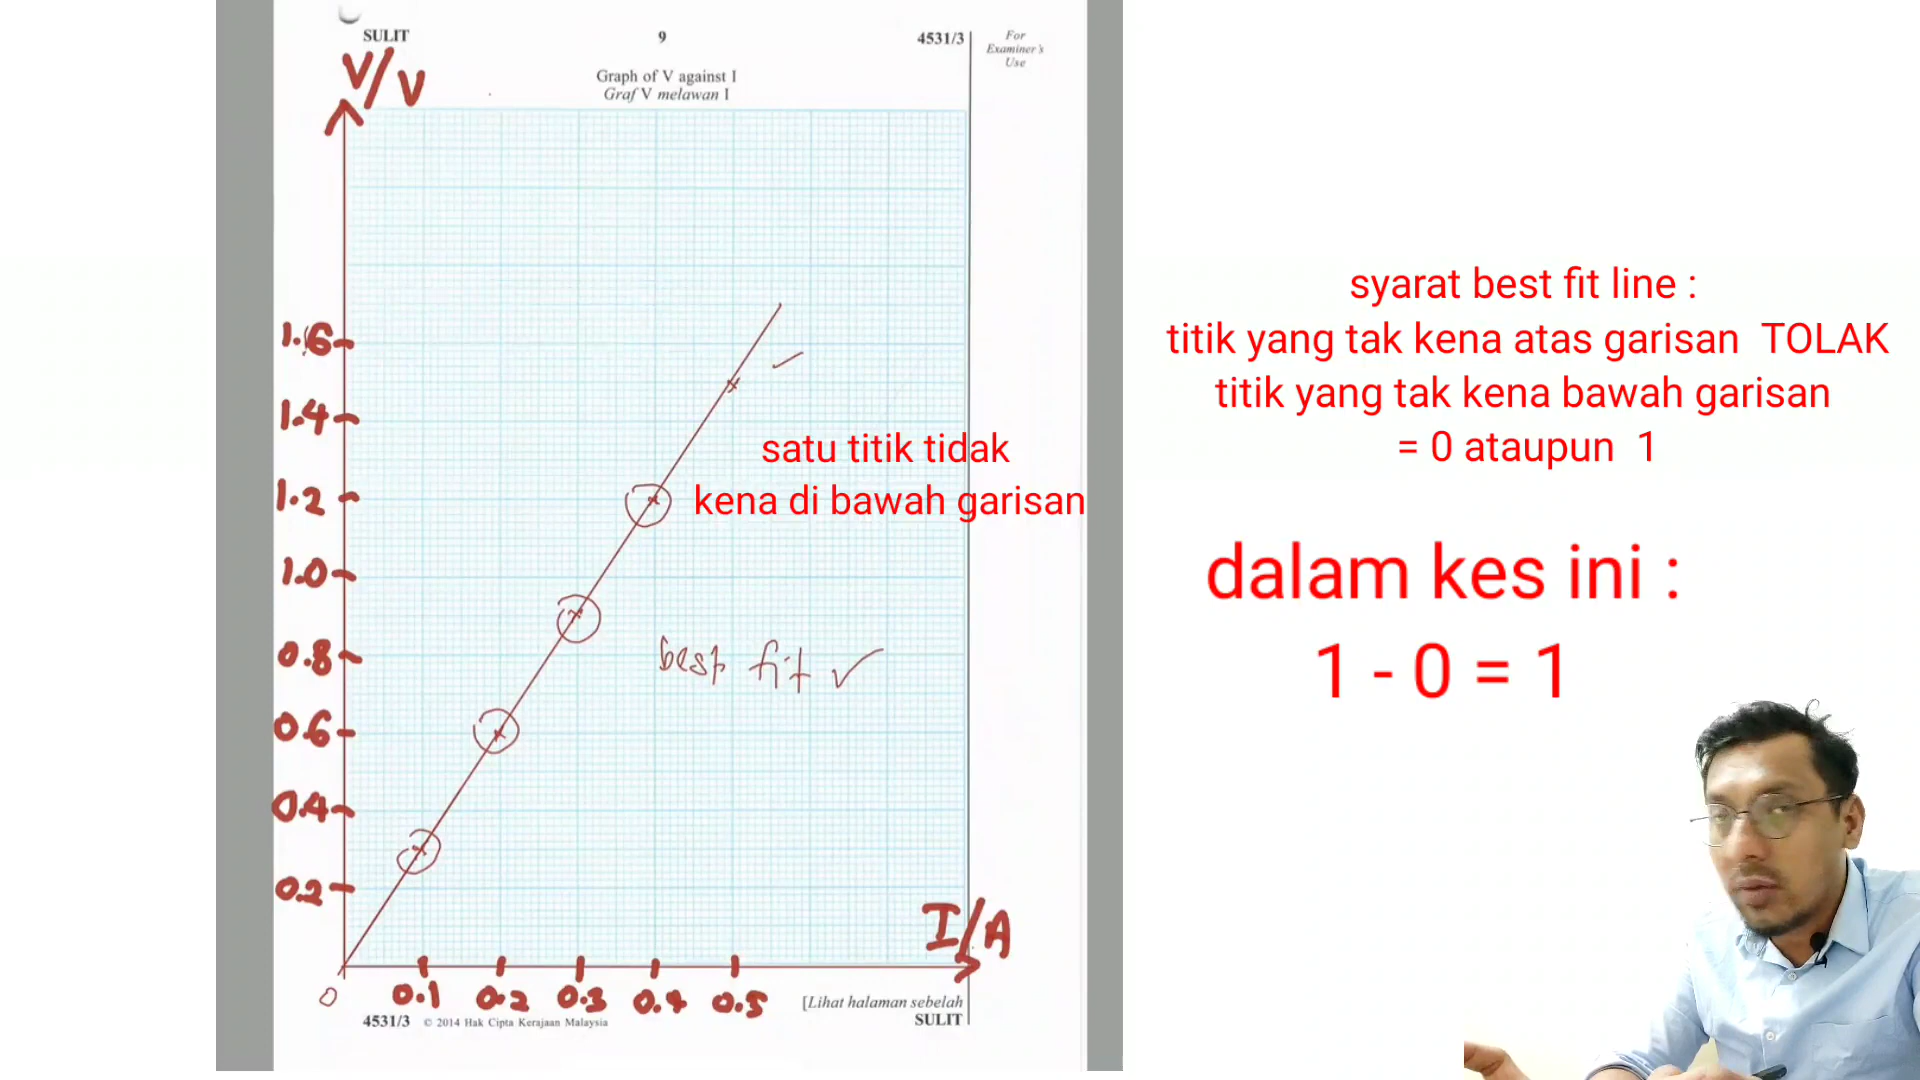 SULIT
9
4531/3
For
Examiner's
Use
V/V
Graph of V against I
Graf V melawan I
1.6
1.4
1.2
1.0
0.8
0.6
0.4
0.2
0
0.1 0.2 0.3 0.4 0.5
I/A
satu titik tidak
kena di bawah garisan
best fit ✓
[Lihat halaman sebelah
SULIT
4531/3 © 2014 Hak Cipta Kerajaan Malaysia
syarat best fit line :
titik yang tak kena atas garisan TOLAK
titik yang tak kena bawah garisan
= 0 ataupun 1
dalam kes ini :
1 - 0 = 1